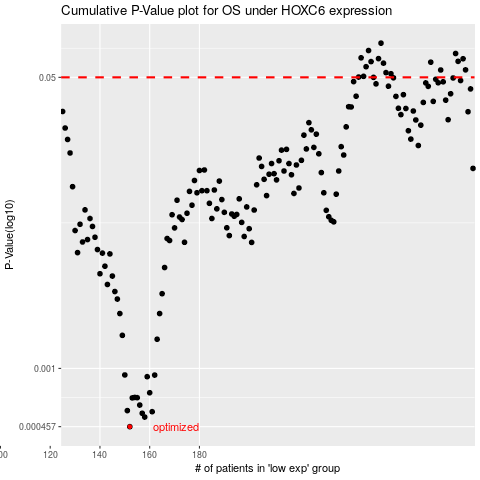 Cumulative P-Value plot for OS under HOXC6 expression
P-Value(log10)
0.05
0.001
0.000457
optimized
00 120 140 160 180
# of patients in 'low exp' group